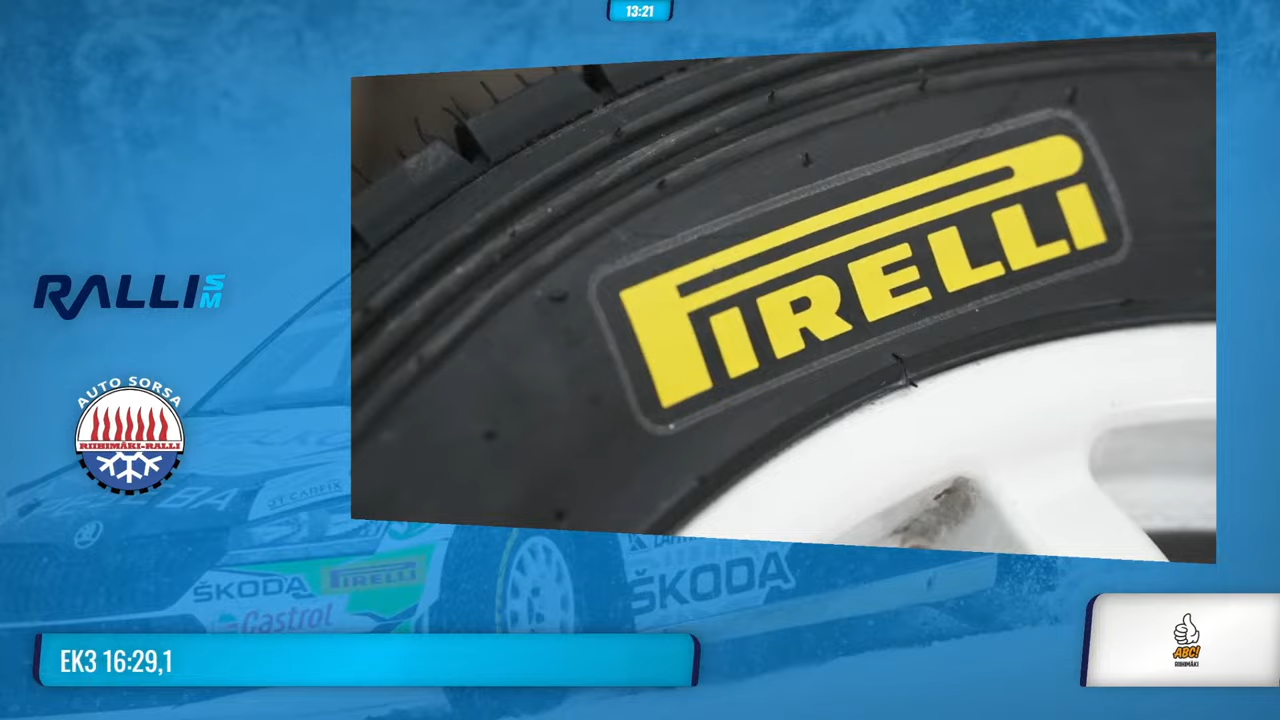 13:21
PIRELLI
RALLI SM
AUTO SORSA
RIIHIMÄKI-RALLI
JT CARFIX
ŠKODA
PIRELLI
Castrol
ŠKODA
EK3 16:29,1
ABC!
RIIHIMÄKI